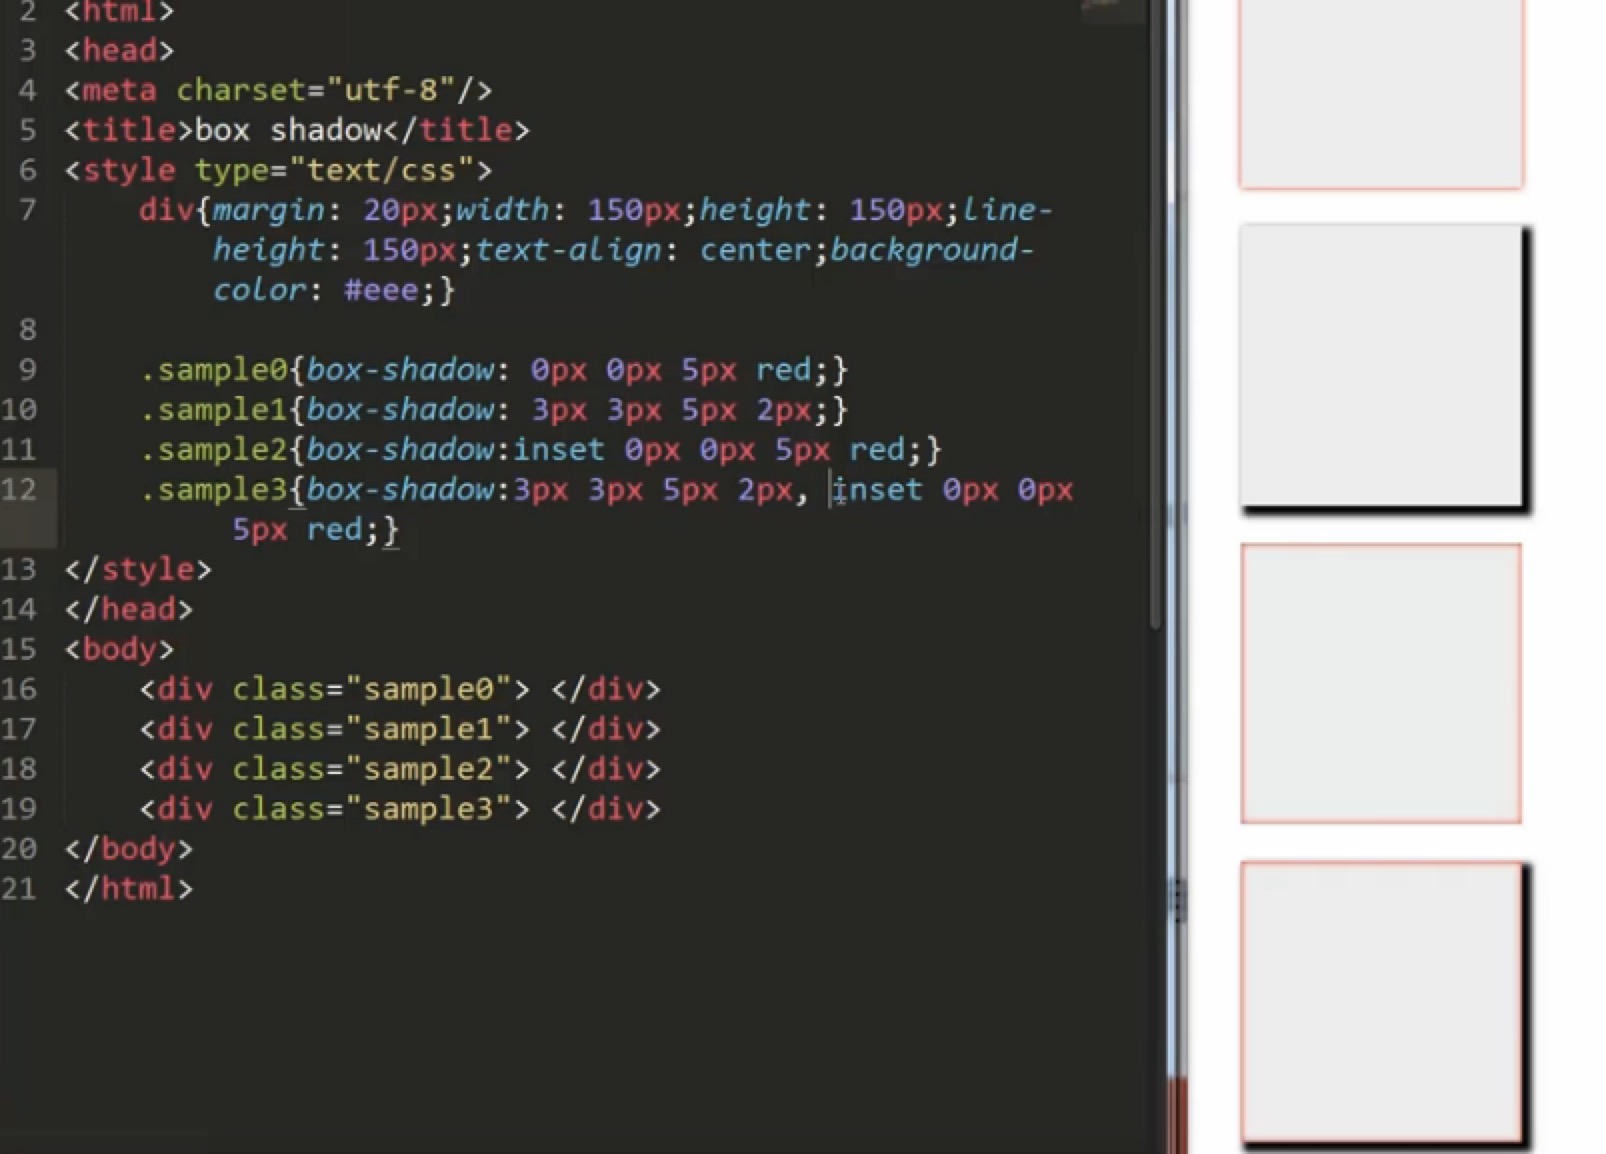 2 <html>
3 <head>
4 <meta charset="utf-8"/>
5 <title>box shadow</title>
6 <style type="text/css">
7 div{margin: 20px;width: 150px;height: 150px;line-
height: 150px;text-align: center;background-
color: #eee;}
8
9 .sample0{box-shadow: 0px 0px 5px red;}
10 .sample1{box-shadow: 3px 3px 5px 2px;}
11 .sample2{box-shadow:inset 0px 0px 5px red;}
12 .sample3{box-shadow:3px 3px 5px 2px, inset 0px 0px
5px red;}
13 </style>
14 </head>
15 <body>
16 <div class="sample0"> </div>
17 <div class="sample1"> </div>
18 <div class="sample2"> </div>
19 <div class="sample3"> </div>
20 </body>
21 </html>